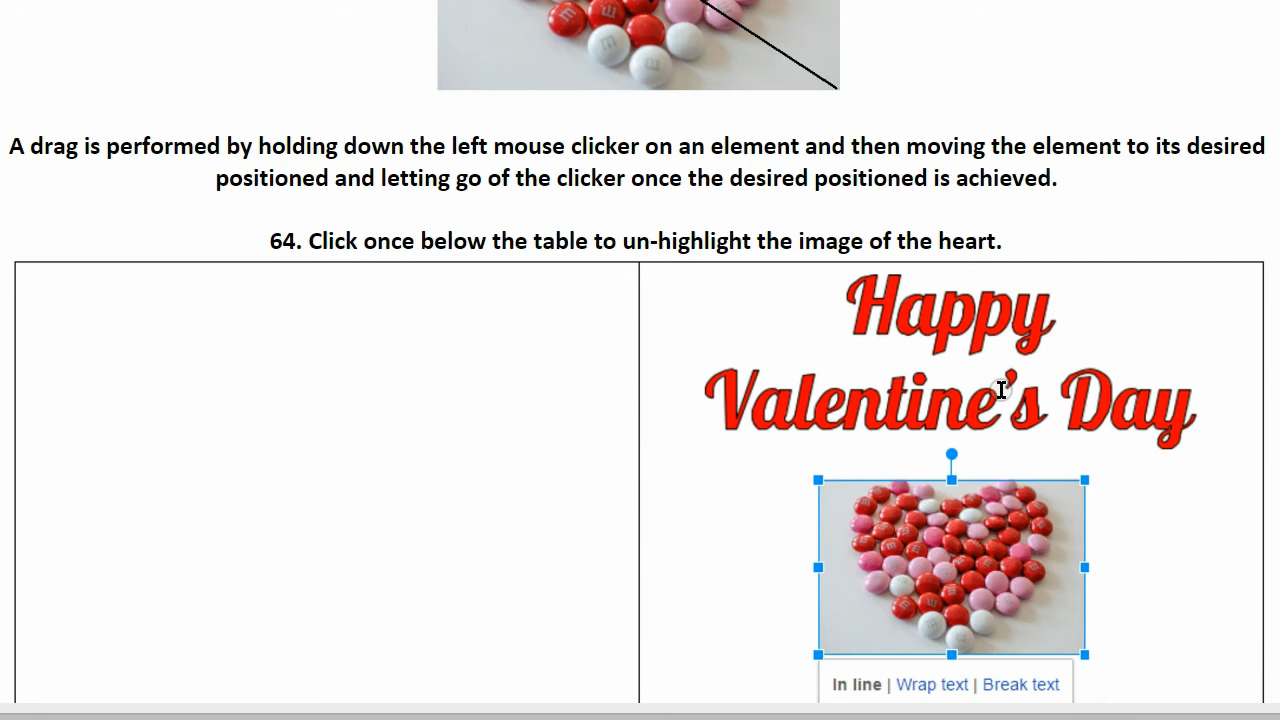 A drag is performed by holding down the left mouse clicker on an element and then moving the element to its desired
positioned and letting go of the clicker once the desired positioned is achieved.
64. Click once below the table to un-highlight the image of the heart.
Happy
Valentine's Day
In line | Wrap text | Break text